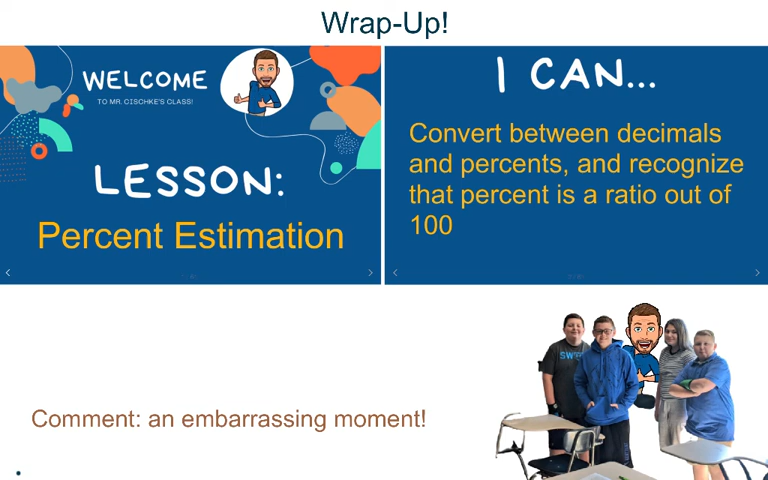 Wrap-Up!
WELCOME
TO MR. CISCHKE'S CLASS!
LESSON:
Percent Estimation
I CAN...
Convert between decimals
and percents, and recognize
that percent is a ratio out of
100
Comment: an embarrassing moment!